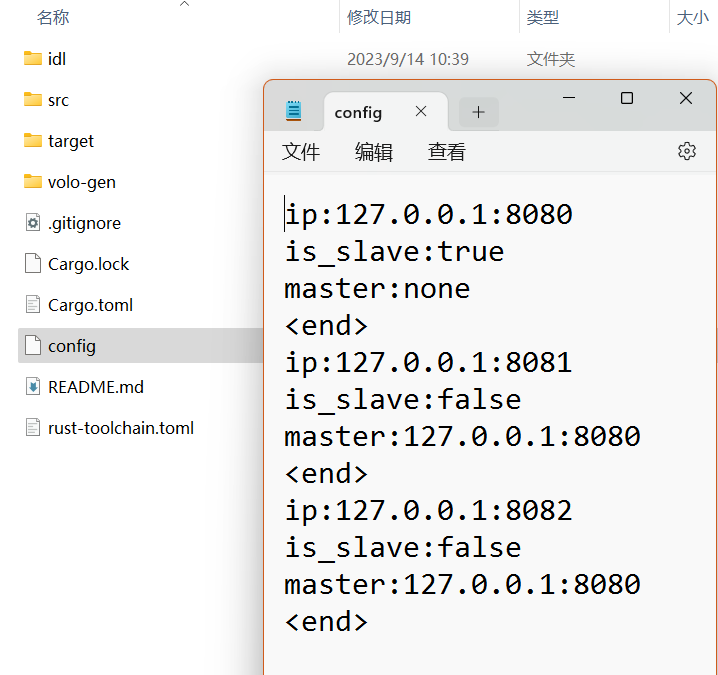 名称 修改日期 类型 大小
idl 2023/9/14 10:39 文件夹
src
target
volo-gen
.gitignore
Cargo.lock
Cargo.toml
config
README.md
rust-toolchain.toml
config
文件 编辑 查看
ip:127.0.0.1:8080
is_slave:true
master:none
<end>
ip:127.0.0.1:8081
is_slave:false
master:127.0.0.1:8080
<end>
ip:127.0.0.1:8082
is_slave:false
master:127.0.0.1:8080
<end>